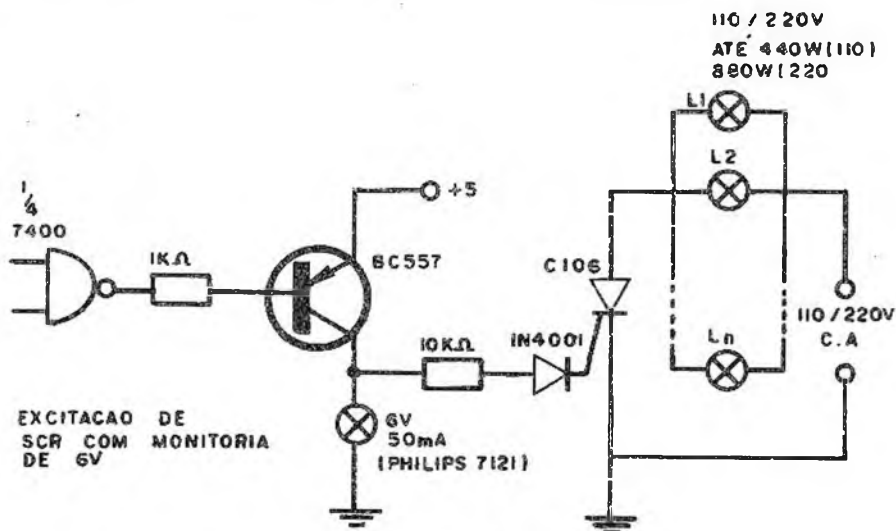 110 / 220V
ATÉ 440W(110)
880W(220
L1
L2
Ln
1/4
7400
1KΩ
+5
BC557
C106
10KΩ
1N4001
110/220V
C.A
6V
50mA
(PHILIPS 7121)
EXCITACAO DE
SCR COM MONITORIA
DE 6V